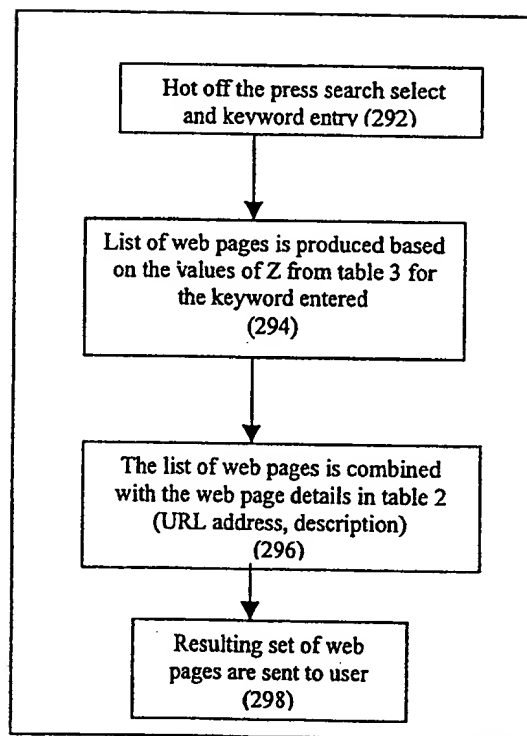 Hot off the press search select
and keyword entry (292)
List of web pages is produced based
on the values of Z from table 3 for
the keyword entered
(294)
The list of web pages is combined
with the web page details in table 2
(URL address, description)
(296)
Resulting set of web
pages are sent to user
(298)